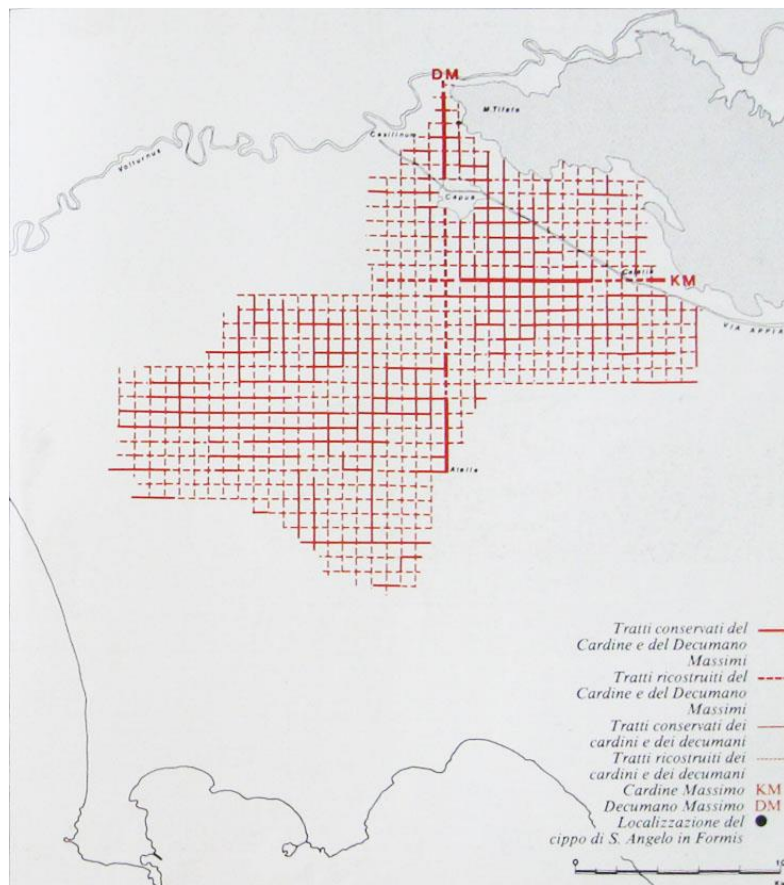 DM
M.Tifata
Casilinum
Volturnus
Capua
Calatia
KM
VIA APPIA
Atella
Tratti conservati del
Cardine e del Decumano
Massimi
Tratti ricostruiti del
Cardine e del Decumano
Massimi
Tratti conservati dei
cardini e dei decumani
Tratti ricostruiti dei
cardini e dei decumani
Cardine Massimo KM
Decumano Massimo DM
Localizzazione del
cippo di S. Angelo in Formis
0